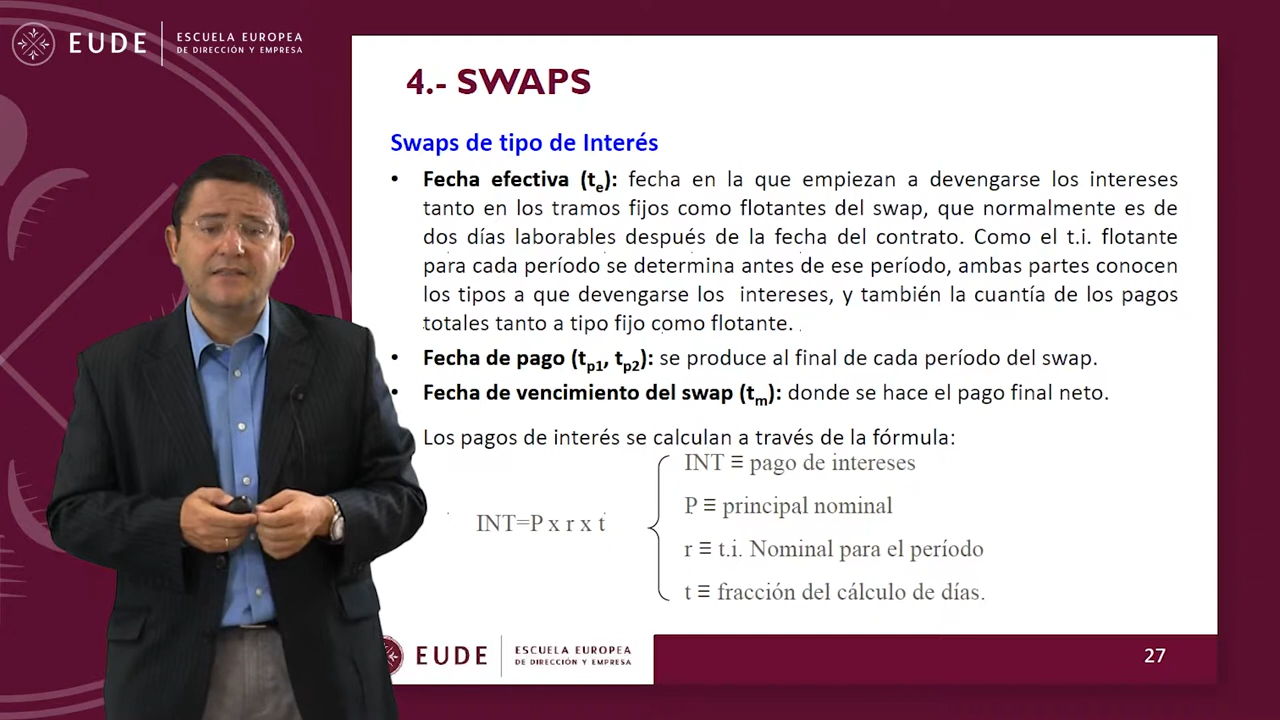 EUDE
ESCUELA EUROPEA
DE DIRECCIÓN Y EMPRESA
4.- SWAPS
Swaps de tipo de Interés
• Fecha efectiva (te): fecha en la que empiezan a devengarse los intereses
tanto en los tramos fijos como flotantes del swap, que normalmente es de
dos días laborables después de la fecha del contrato. Como el t.i. flotante
para cada período se determina antes de ese período, ambas partes conocen
los tipos a que devengarse los intereses, y también la cuantía de los pagos
totales tanto a tipo fijo como flotante.
• Fecha de pago (tp1, tp2): se produce al final de cada período del swap.
• Fecha de vencimiento del swap (tm): donde se hace el pago final neto.
Los pagos de interés se calculan a través de la fórmula:
INT=P x r x t
INT ≡ pago de intereses
P ≡ principal nominal
r ≡ t.i. Nominal para el período
t ≡ fracción del cálculo de días.
EUDE
ESCUELA EUROPEA
DE DIRECCIÓN Y EMPRESA
27